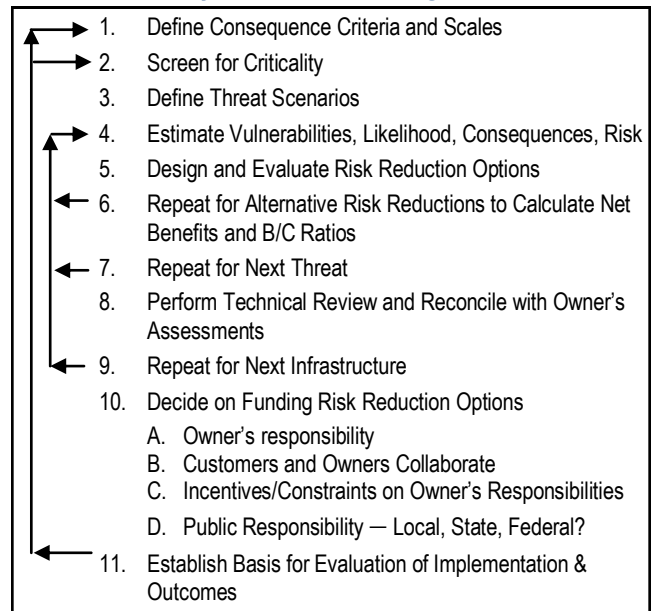 1. Define Consequence Criteria and Scales
2. Screen for Criticality
3. Define Threat Scenarios
4. Estimate Vulnerabilities, Likelihood, Consequences, Risk
5. Design and Evaluate Risk Reduction Options
6. Repeat for Alternative Risk Reductions to Calculate Net
Benefits and B/C Ratios
7. Repeat for Next Threat
8. Perform Technical Review and Reconcile with Owner's
Assessments
9. Repeat for Next Infrastructure
10. Decide on Funding Risk Reduction Options
A. Owner's responsibility
B. Customers and Owners Collaborate
C. Incentives/Constraints on Owner's Responsibilities
D. Public Responsibility — Local, State, Federal?
11. Establish Basis for Evaluation of Implementation &
Outcomes